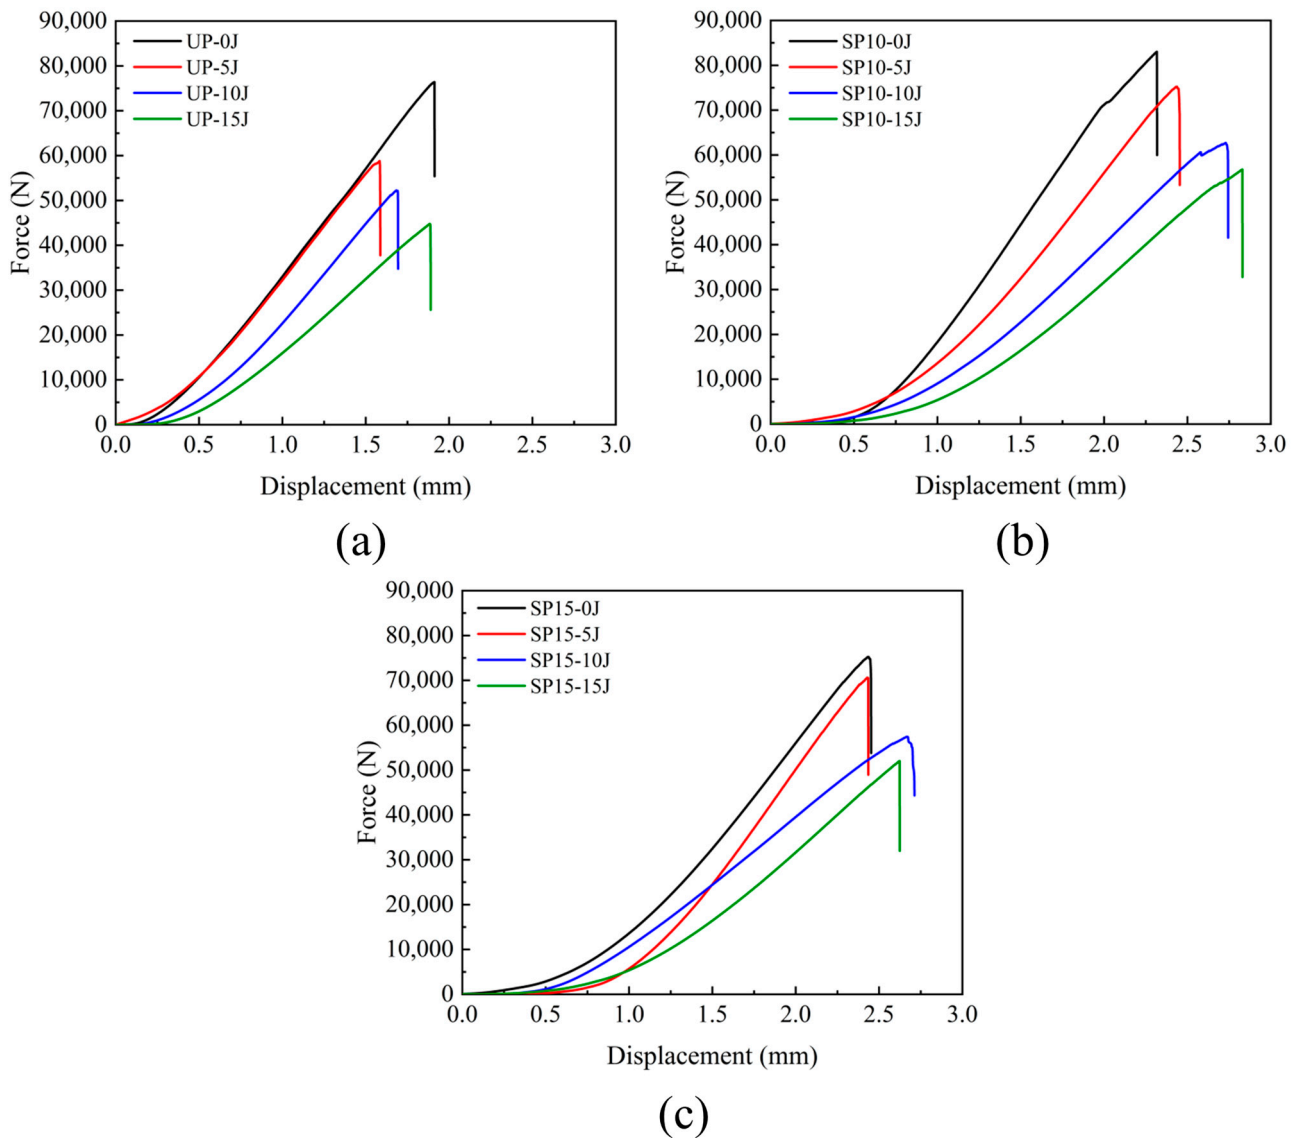 90,000
80,000
70,000
60,000
50,000
40,000
30,000
20,000
10,000
0
Force (N)
UP-0J
UP-5J
UP-10J
UP-15J
0.0 0.5 1.0 1.5 2.0 2.5 3.0
Displacement (mm)
(a)
90,000
80,000
70,000
60,000
50,000
40,000
30,000
20,000
10,000
0
Force (N)
SP10-0J
SP10-5J
SP10-10J
SP10-15J
0.0 0.5 1.0 1.5 2.0 2.5 3.0
Displacement (mm)
(b)
90,000
80,000
70,000
60,000
50,000
40,000
30,000
20,000
10,000
0
Force (N)
SP15-0J
SP15-5J
SP15-10J
SP15-15J
0.0 0.5 1.0 1.5 2.0 2.5 3.0
Displacement (mm)
(c)